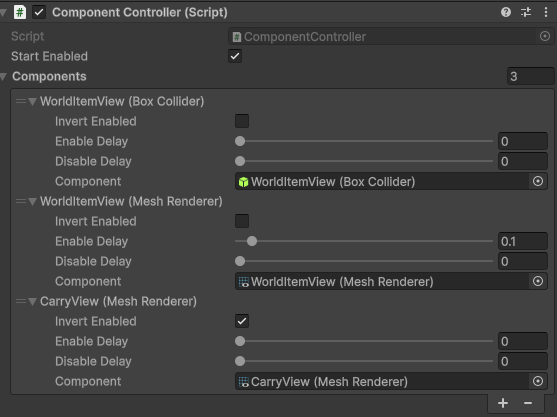 Component Controller (Script)
Script ComponentController
Start Enabled
Components 3
WorldItemView (Box Collider)
Invert Enabled
Enable Delay 0
Disable Delay 0
Component WorldItemView (Box Collider)
WorldItemView (Mesh Renderer)
Invert Enabled
Enable Delay 0.1
Disable Delay 0
Component WorldItemView (Mesh Renderer)
CarryView (Mesh Renderer)
Invert Enabled
Enable Delay 0
Disable Delay 0
Component CarryView (Mesh Renderer)